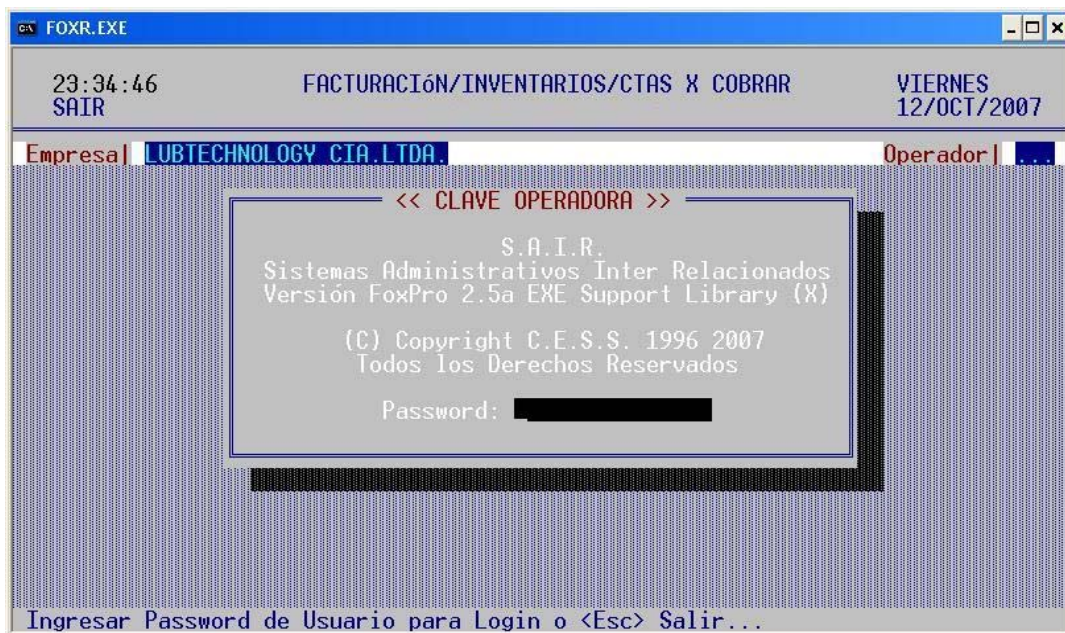 FOXR.EXE
23:34:46 FACTURACIóN/INVENTARIOS/CTAS X COBRAR VIERNES
SAIR 12/OCT/2007
Empresa| LUBTECHNOLOGY CIA.LTDA. Operador| ...
<< CLAVE OPERADORA >>
S.A.I.R.
Sistemas Administrativos Inter Relacionados
Versión FoxPro 2.5a EXE Support Library (X)
(C) Copyright C.E.S.S. 1996 2007
Todos los Derechos Reservados
Password:
Ingresar Password de Usuario para Login o <Esc> Salir...